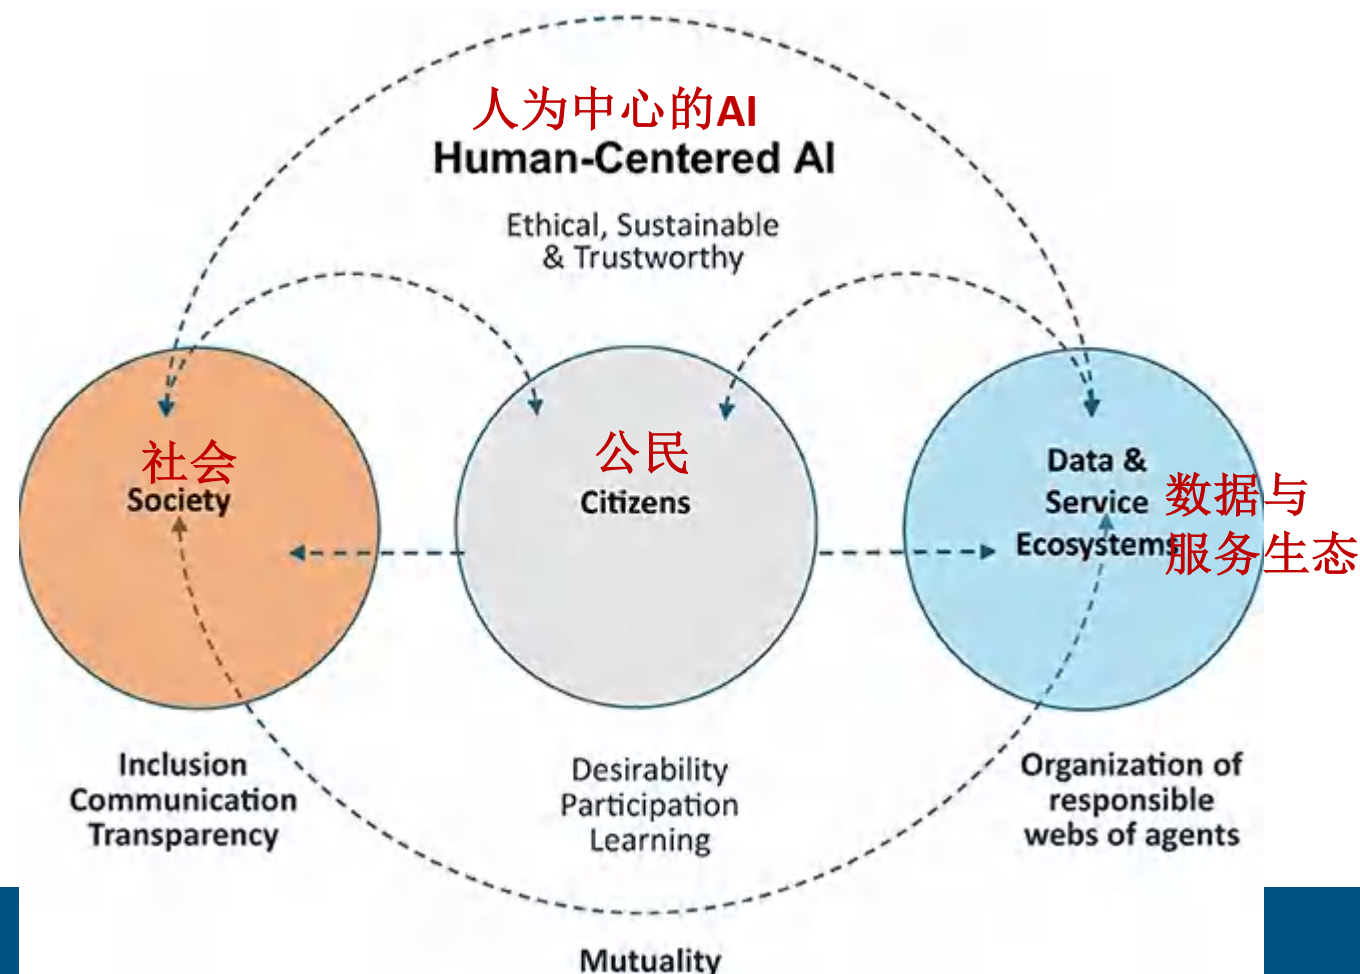 人为中心的AI
Human-Centered AI
Ethical, Sustainable
& Trustworthy
社会
Society
公民
Citizens
Data &
Service
Ecosystems
数据与
服务生态
Inclusion
Communication
Transparency
Desirability
Participation
Learning
Organization of
responsible
webs of agents
Mutuality